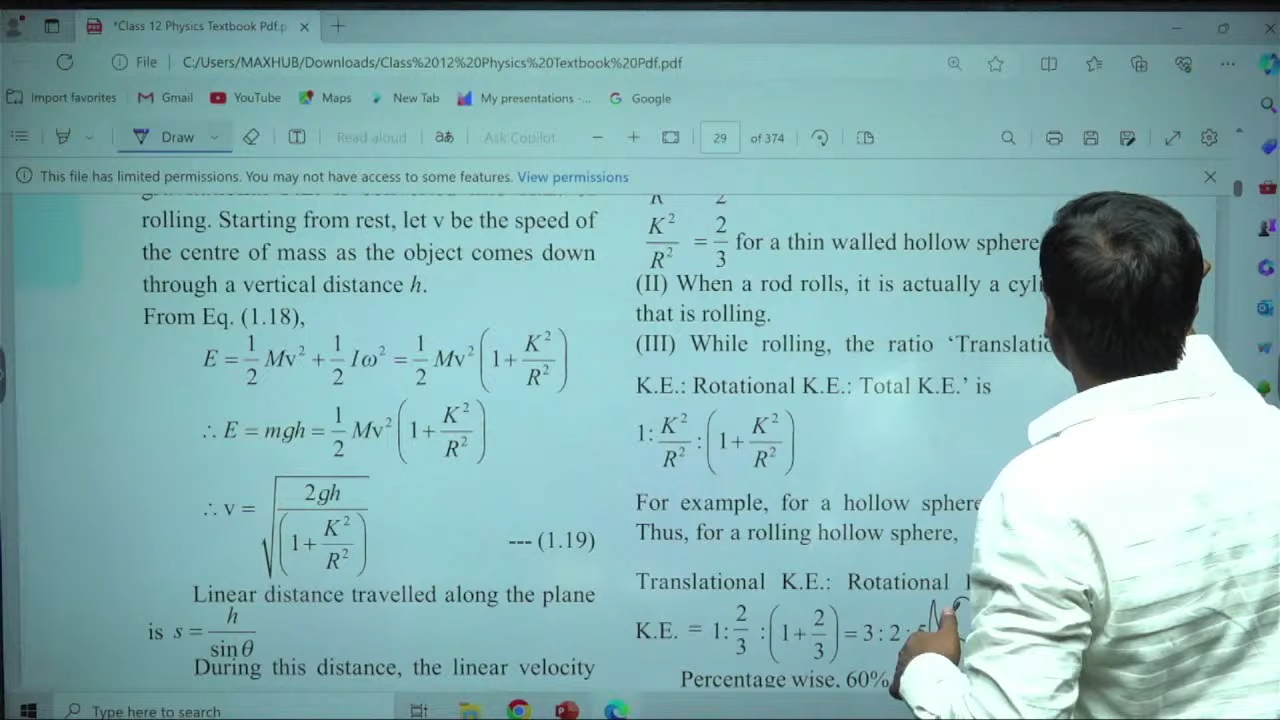 *Class 12 Physics Textbook Pdf.p
File | C:/Users/MAXHUB/Downloads/Class%2012%20Physics%20Textbook%20Pdf.pdf
Import favorites Gmail YouTube Maps New Tab My presentations -... Google
Draw Read aloud aあ Ask Copilot 29 of 374
This file has limited permissions. You may not have access to some features. View permissions
rolling. Starting from rest, let v be the speed of
the centre of mass as the object comes down
through a vertical distance h.
From Eq. (1.18),
E = 1/2 Mv² + 1/2 Iω² = 1/2 Mv² (1 + K²/R²)
∴ E = mgh = 1/2 Mv² (1 + K²/R²)
∴ v = √(2gh / (1 + K²/R²)) --- (1.19)
Linear distance travelled along the plane
is s = h / sin θ
During this distance, the linear velocity
K²/R² = 2/3 for a thin walled hollow sphere
(II) When a rod rolls, it is actually a
that is rolling.
(III) While rolling, the ratio
K.E.: Rotational K.E.: Total K.E.' is
1: K²/R² : (1 + K²/R²)
For example, for a hollow
Thus, for a rolling hollow sphere,
Translational K.E.: Rotational
K.E. = 1: 2/3 : (1 + 2/3) = 3 : 2 :
Percentage wise, 60%
Type here to search